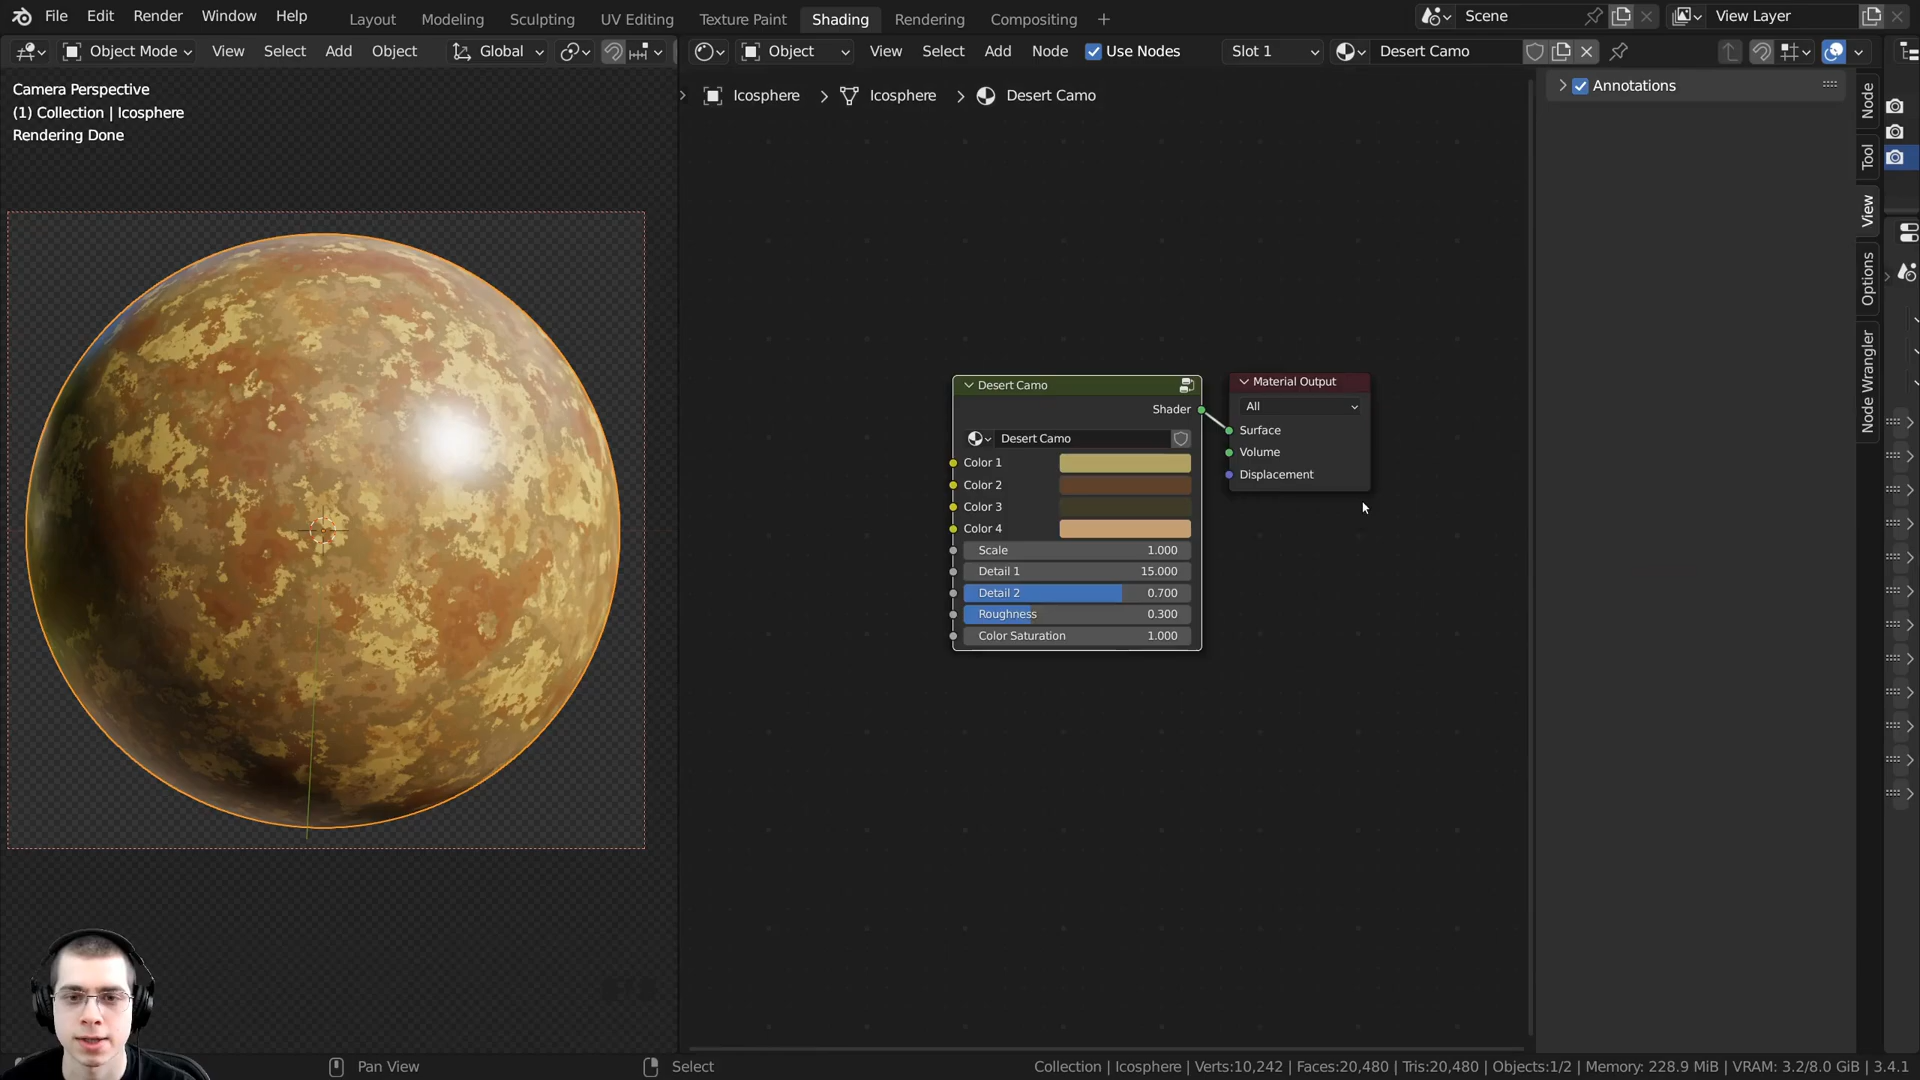 File Edit Render Window Help Layout Modeling Sculpting UV Editing Texture Paint Shading Rendering Compositing + Scene View Layer
Object Mode View Select Add Object Global Object View Select Add Node Use Nodes Slot 1 Desert Camo
Camera Perspective
(1) Collection | Icosphere
Rendering Done
Icosphere > Icosphere > Desert Camo
Annotations
Node
Tool
View
Options
Node Wrangler
Desert Camo
Shader
Desert Camo
Color 1
Color 2
Color 3
Color 4
Scale 1.000
Detail 1 15.000
Detail 2 0.700
Roughness 0.300
Color Saturation 1.000
Material Output
All
Surface
Volume
Displacement
Pan View Select Collection | Icosphere | Verts:10,242 | Faces:20,480 | Tris:20,480 | Objects:1/2 | Memory: 228.9 MiB | VRAM: 3.2/8.0 GiB | 3.4.1